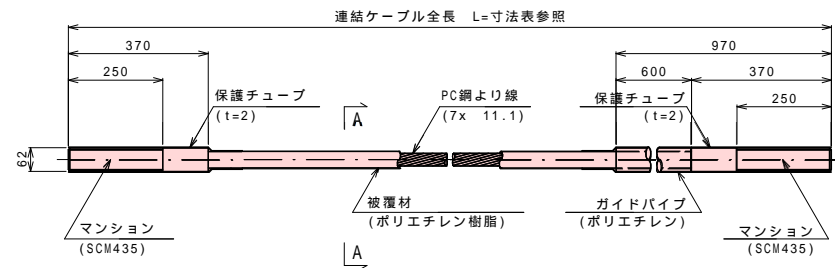 連結ケーブル全長 L=寸法表参照
370
970
250
600
370
250
保護チューブ
(t=2)
A
PC鋼より線
(7x 11.1)
保護チューブ
(t=2)
62
マンション
(SCM435)
被覆材
(ポリエチレン樹脂)
ガイドパイプ
(ポリエチレン)
マンション
(SCM435)
A